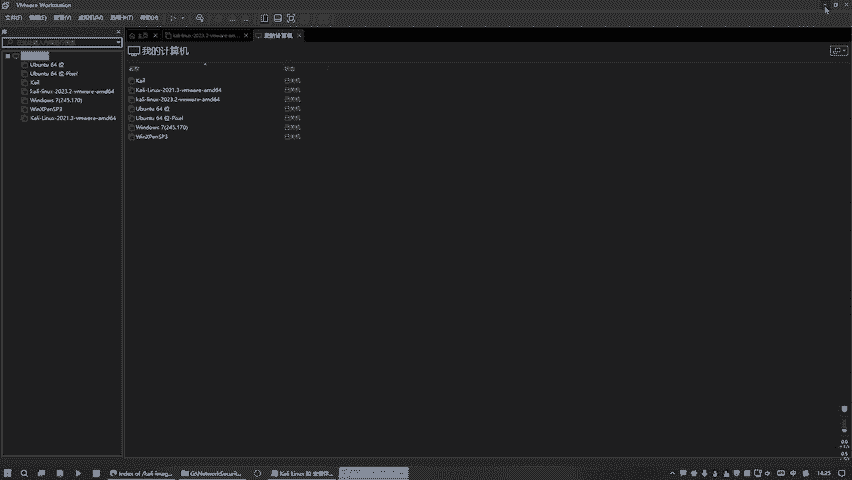 VMware Workstation
文件(F) 编辑(E) 查看(V) 虚拟机(M) 选项卡(T) 帮助(H)
库
主页
kali-linux-2023.2-vmware-am...
我的计算机
我的计算机
Ubuntu 64 位
Ubuntu 64 位-Pixel
Kali
kali-linux-2023.2-vmware-amd64
Windows 7(245.170)
WinXPenSP3
Kali-Linux-2021.3-vmware-amd64
名称 状态
Kali 已关机
Kali-Linux-2021.3-vmware-amd64 已关机
kali-linux-2023.2-vmware-amd64 已关机
Ubuntu 64 位 已关机
Ubuntu 64 位-Pixel 已关机
Windows 7(245.170) 已关机
WinXPenSP3 已关机
Index of /kali-imag...
G:\NetworkSecurit...
Kali Linux 的 安装详...
14:25